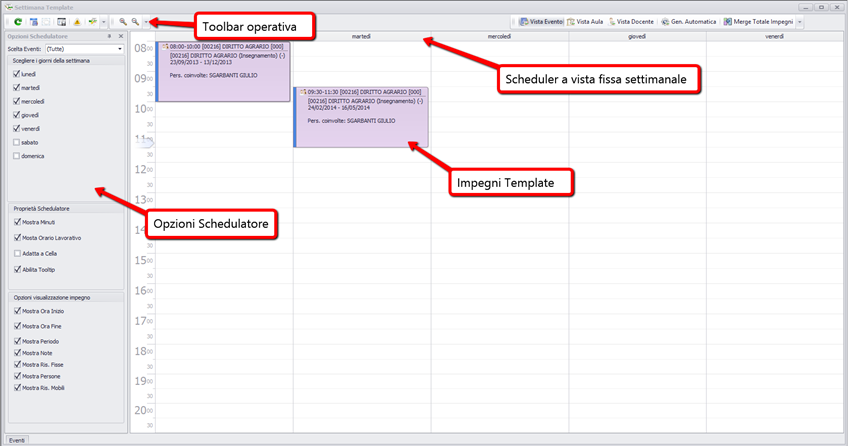 Settimana Template
Toolbar operativa
Vista Evento Vista Aula Vista Docente Gen. Automatica Merge Totale Impegni
Opzioni Schedulatore
Scelta Eventi: (Tutte)
Scegliere i giorni della settimana
lunedì
martedì
mercoledì
giovedì
venerdì
sabato
domenica
Proprietà Schedulatore
Mostra Minuti
Mosta Orario Lavorativo
Adatta a Cella
Abilita Tooltip
Opzioni visualizzazione impegno
Mostra Ora Inizio
Mostra Ora Fine
Mostra Periodo
Mostra Note
Mostra Ris. Fisse
Mostra Persone
Mostra Ris. Mobili
martedì mercoledì giovedì venerdì
08:00-10:00 [00216] DIRITTO AGRARIO [000]
[00216] DIRITTO AGRARIO (Insegnamento) (-)
23/09/2013 - 13/12/2013
Pers. coinvolte: SGARBANTI GIULIO
09:30-11:30 [00216] DIRITTO AGRARIO [000]
[00216] DIRITTO AGRARIO (Insegnamento) (-)
24/02/2014 - 16/05/2014
Pers. coinvolte: SGARBANTI GIULIO
Scheduler a vista fissa settimanale
Impegni Template
Opzioni Schedulatore
08 00
30
09 00
30
10 00
30
11 00
30
12 00
30
13 00
30
14 00
30
15 00
30
16 00
30
17 00
30
18 00
30
19 00
30
20 00
30
Eventi